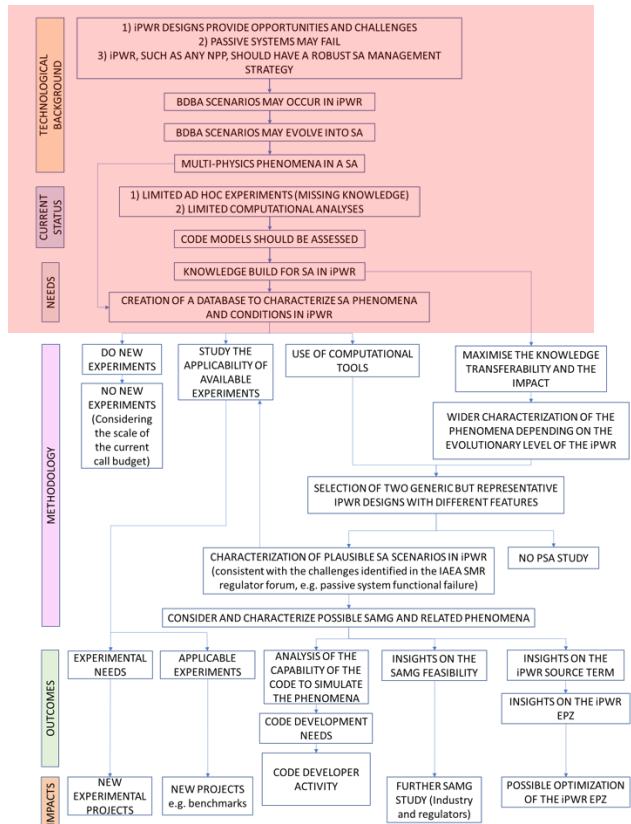 TECHNOLOGICAL
BACKGROUND
1) iPWR DESIGNS PROVIDE OPPORTUNITIES AND CHALLENGES
2) PASSIVE SYSTEMS MAY FAIL
3) iPWR, SUCH AS ANY NPP, SHOULD HAVE A ROBUST SA MANAGEMENT
STRATEGY
BDBA SCENARIOS MAY OCCUR IN iPWR
BDBA SCENARIOS MAY EVOLVE INTO SA
MULTI-PHYSICS PHENOMENA IN A SA
CURRENT
STATUS
1) LIMITED AD HOC EXPERIMENTS (MISSING KNOWLEDGE)
2) LIMITED COMPUTATIONAL ANALYSES
CODE MODELS SHOULD BE ASSESSED
NEEDS
KNOWLEDGE BUILD FOR SA IN iPWR
CREATION OF A DATABASE TO CHARACTERIZE SA PHENOMENA
AND CONDITIONS IN iPWR
METHODOLOGY
DO NEW
EXPERIMENTS
NO NEW
EXPERIMENTS
(Considering
the scale of
the current
call budget)
STUDY THE
APPLICABILITY OF
AVAILABLE
EXPERIMENTS
USE OF COMPUTATIONAL
TOOLS
MAXIMISE THE KNOWLEDGE
TRANSFERABILITY AND THE
IMPACT
WIDER CHARACTERIZATION OF THE
PHENOMENA DEPENDING ON THE
EVOLUTIONARY LEVEL OF THE iPWR
SELECTION OF TWO GENERIC BUT REPRESENTATIVE
IPWR DESIGNS WITH DIFFERENT FEATURES
CHARACTERIZATION OF PLAUSIBLE SA SCENARIOS IN iPWR
(consistent with the challenges identified in the IAEA SMR
regulator forum, e.g. passive system functional failure)
NO PSA STUDY
CONSIDER AND CHARACTERIZE POSSIBLE SAMG AND RELATED PHENOMENA
OUTCOMES
EXPERIMENTAL
NEEDS
APPLICABLE
EXPERIMENTS
ANALYSIS OF THE
CAPABILITY OF THE
CODE TO SIMULATE
THE PHENOMENA
CODE DEVELOPMENT
NEEDS
INSIGHTS ON THE
SAMG FEASIBILITY
INSIGHTS ON THE
iPWR SOURCE TERM
INSIGHTS ON THE iPWR
EPZ
IMPACTS
NEW
EXPERIMENTAL
PROJECTS
NEW PROJECTS
e.g. benchmarks
CODE DEVELOPER
ACTIVITY
FURTHER SAMG
STUDY (Industry
and regulators)
POSSIBLE OPTIMIZATION
OF THE iPWR EPZ